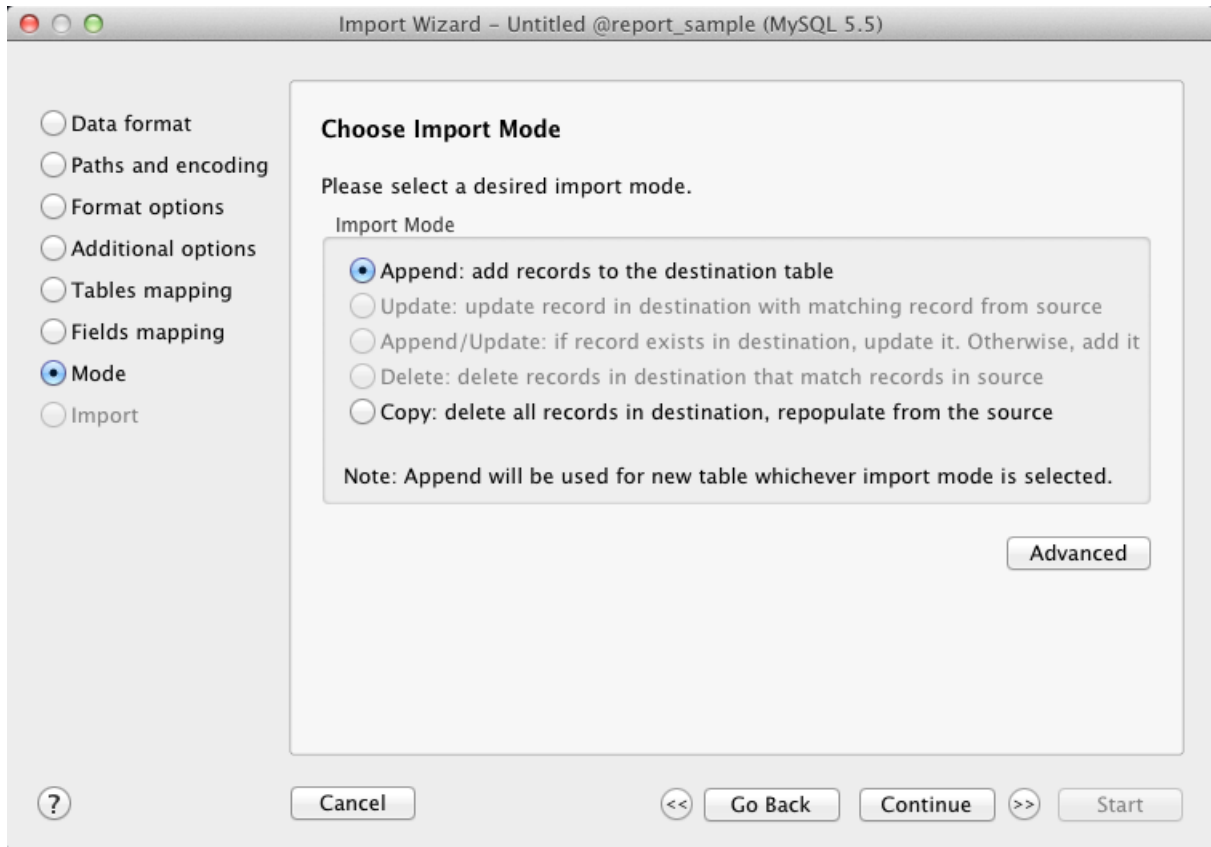 Import Wizard – Untitled @report_sample (MySQL 5.5)
Data format
Paths and encoding
Format options
Additional options
Tables mapping
Fields mapping
Mode
Import
Choose Import Mode
Please select a desired import mode.
Import Mode
Append: add records to the destination table
Update: update record in destination with matching record from source
Append/Update: if record exists in destination, update it. Otherwise, add it
Delete: delete records in destination that match records in source
Copy: delete all records in destination, repopulate from the source
Note: Append will be used for new table whichever import mode is selected.
Advanced
? Cancel << Go Back Continue >> Start